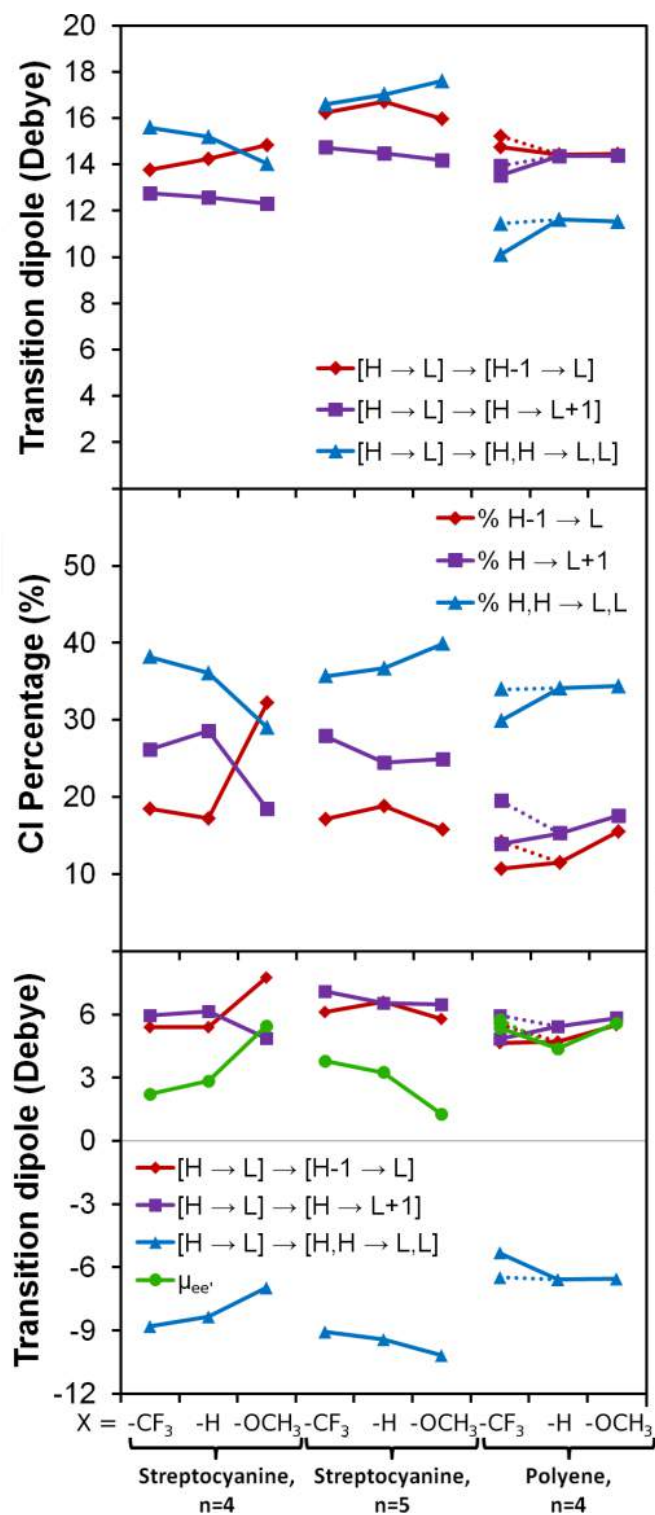 Transition dipole (Debye)
20
18
16
14
12
10
8
6
4
2
[H → L] → [H-1 → L]
[H → L] → [H → L+1]
[H → L] → [H,H → L,L]
CI Percentage (%)
50
40
30
20
10
% H-1 → L
% H → L+1
% H,H → L,L
Transition dipole (Debye)
6
3
0
-3
-6
-9
-12
[H → L] → [H-1 → L]
[H → L] → [H → L+1]
[H → L] → [H,H → L,L]
μee'
X = -CF₃ -H -OCH₃ -CF₃ -H -OCH₃ -CF₃ -H -OCH₃
Streptocyanine, Streptocyanine, Polyene,
n=4 n=5 n=4